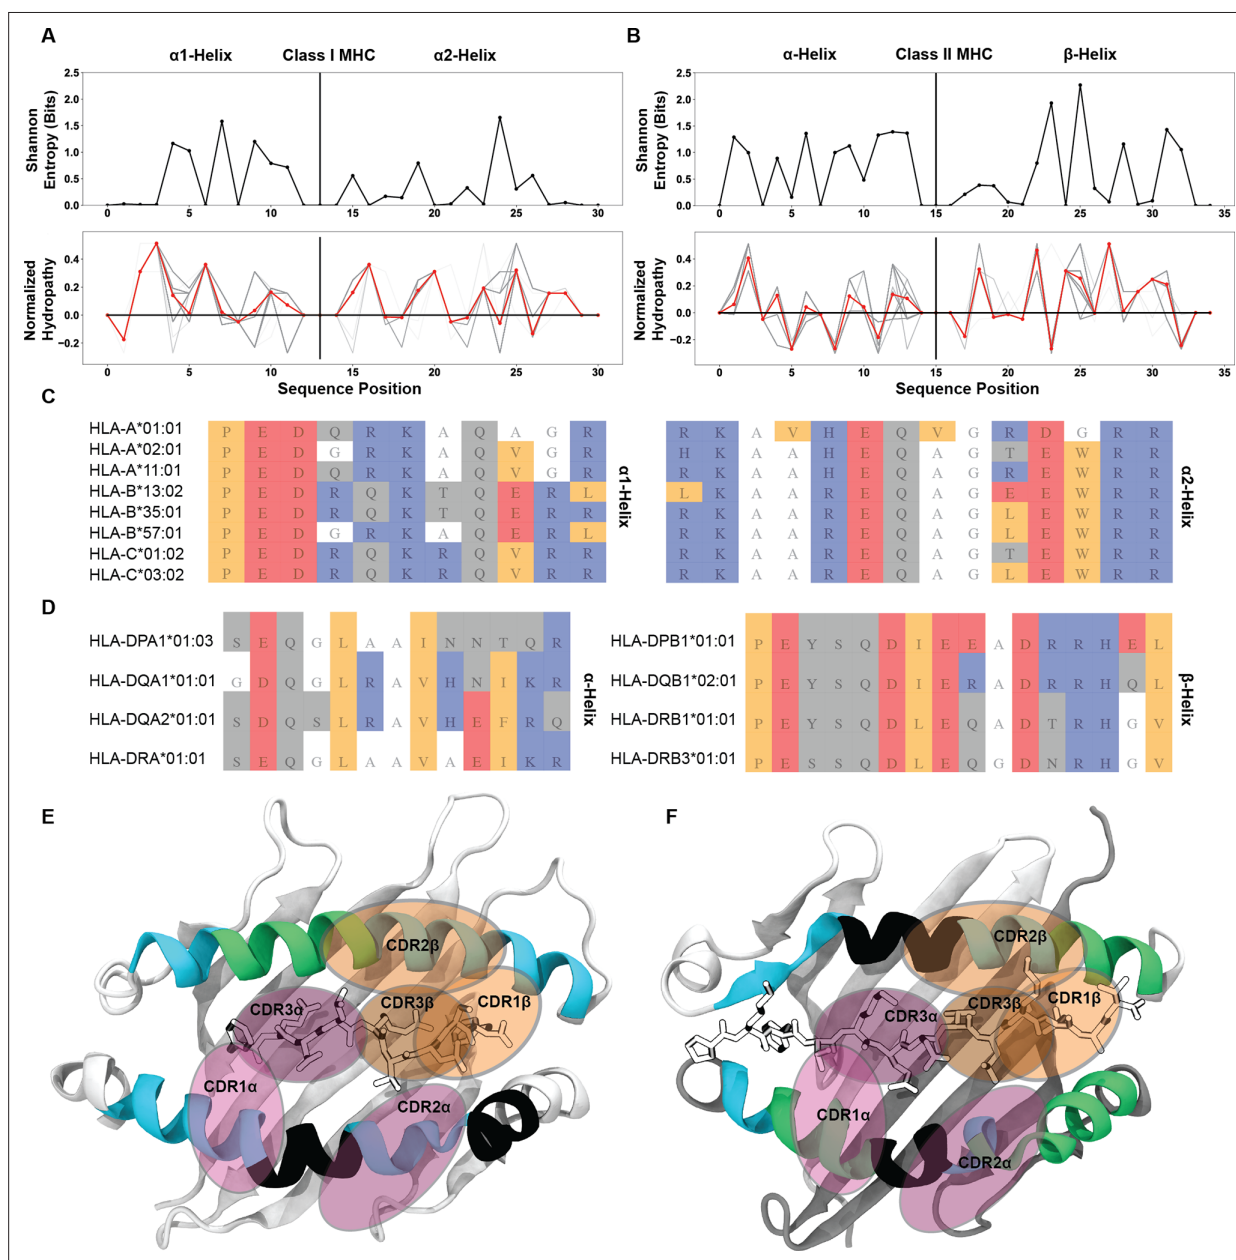 A
α1-Helix Class I MHC α2-Helix
Shannon
Entropy (Bits)
2.5
2.0
1.5
1.0
0.5
0.0
0 5 10 15 20 25 30
Normalized
Hydropathy
0.4
0.2
0.0
−0.2
0 5 10 15 20 25 30
Sequence Position
B
α-Helix Class II MHC β-Helix
Shannon
Entropy (Bits)
2.5
2.0
1.5
1.0
0.5
0.0
0 5 10 15 20 25 30 35
Normalized
Hydropathy
0.4
0.2
0.0
−0.2
0 5 10 15 20 25 30 35
Sequence Position
C
HLA-A*01:01 P E D Q R K A Q A G R R K A V H E Q V G R D G R R
HLA-A*02:01 P E D G R K A Q V G R H K A A H E Q A G T E W R R
HLA-A*11:01 P E D Q R K A Q V G R R K A A H E Q A G R E W R R
HLA-B*13:02 P E D R Q K T Q E R L L K A A R E Q A G E E W R R
HLA-B*35:01 P E D R Q K T Q E R R R K A A R E Q A G L E W R R
HLA-B*57:01 P E D G R K A Q E R L R K A A R E Q A G L E W R R
HLA-C*01:02 P E D R Q K R Q V R R R K A A R E Q A G T E W R R
HLA-C*03:02 P E D R Q K R Q V R R R K A A R E Q A G L E W R R
α1-Helix
α2-Helix
D
HLA-DPA1*01:03 S E Q G L A A I N N T Q R
HLA-DQA1*01:01 G D Q G L R A V H N I K R
HLA-DQA2*01:01 S D Q S L R A V H E F R Q
HLA-DRA*01:01 S E Q G L A A V A E I K R
α-Helix
HLA-DPB1*01:01 P E Y S Q D I E E A D R R H E L
HLA-DQB1*02:01 P E Y S Q D I E R A D R R H Q L
HLA-DRB1*01:01 P E Y S Q D L E Q A D T R H G V
HLA-DRB3*01:01 P E S S Q D L E Q G D N R H G V
β-Helix
E
CDR2β
CDR3α
CDR3β
CDR1β
CDR1α
CDR2α
F
CDR2β
CDR3α
CDR3β
CDR1β
CDR1α
CDR2α